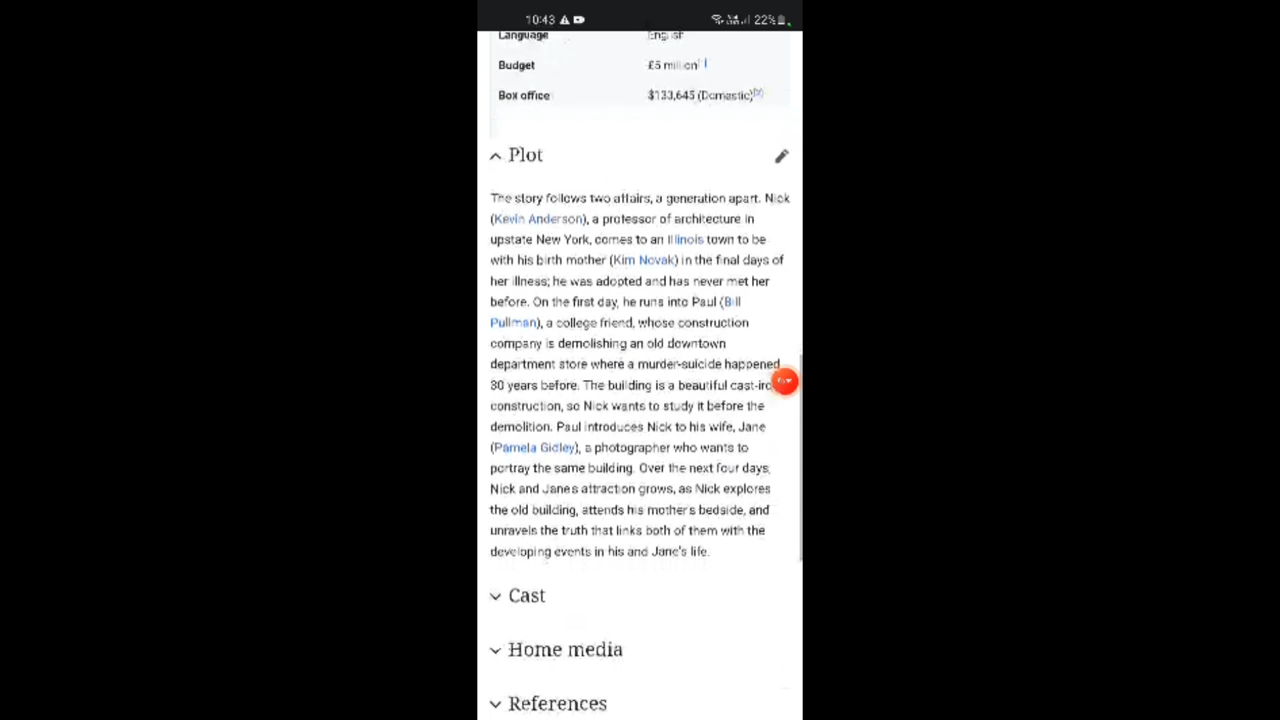 10:43 22%
Language English
Budget £5 million
Box office $133,645 (Domestic)[2]
Plot
The story follows two affairs, a generation apart. Nick
(Kevin Anderson), a professor of architecture in
upstate New York, comes to an Illinois town to be
with his birth mother (Kim Novak) in the final days of
her illness; he was adopted and has never met her
before. On the first day, he runs into Paul (Bill
Pullman), a college friend, whose construction
company is demolishing an old downtown
department store where a murder-suicide happened
30 years before. The building is a beautiful cast-iro
construction, so Nick wants to study it before the
demolition. Paul introduces Nick to his wife, Jane
(Pamela Gidley), a photographer who wants to
portray the same building. Over the next four days,
Nick and Jane's attraction grows, as Nick explores
the old building, attends his mother's bedside, and
unravels the truth that links both of them with the
developing events in his and Jane's life.
Cast
Home media
References